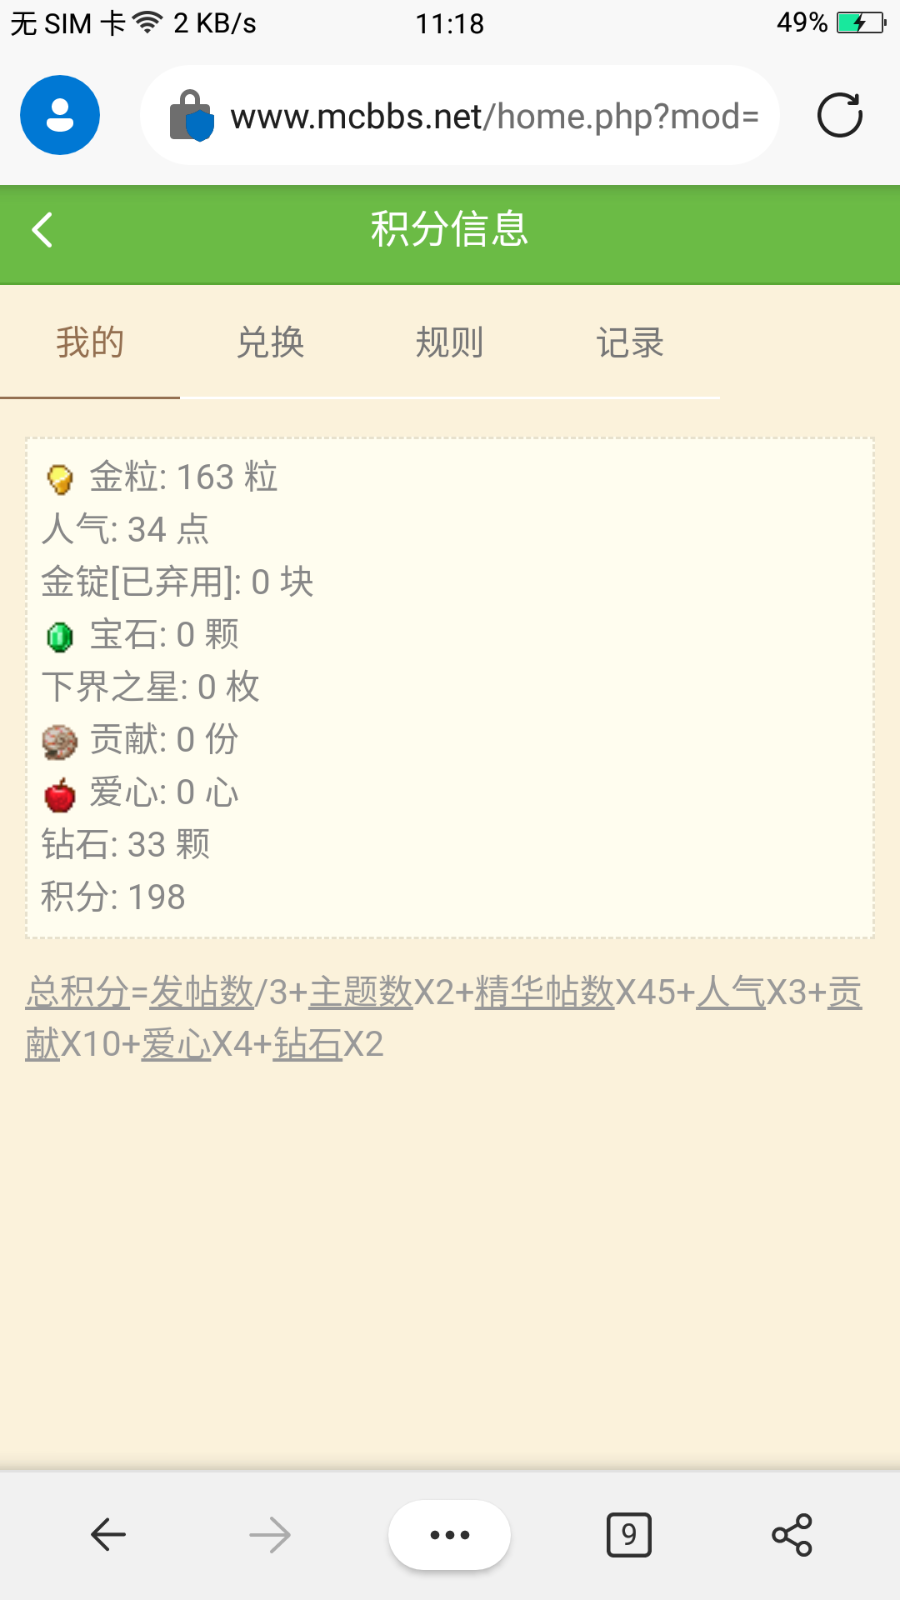 无 SIM 卡 2 KB/s 11:18 49%
www.mcbbs.net/home.php?mod=
积分信息
我的 兑换 规则 记录
金粒: 163 粒
人气: 34 点
金锭[已弃用]: 0 块
宝石: 0 颗
下界之星: 0 枚
贡献: 0 份
爱心: 0 心
钻石: 33 颗
积分: 198
总积分=发帖数/3+主题数X2+精华帖数X45+人气X3+贡
献X10+爱心X4+钻石X2
9